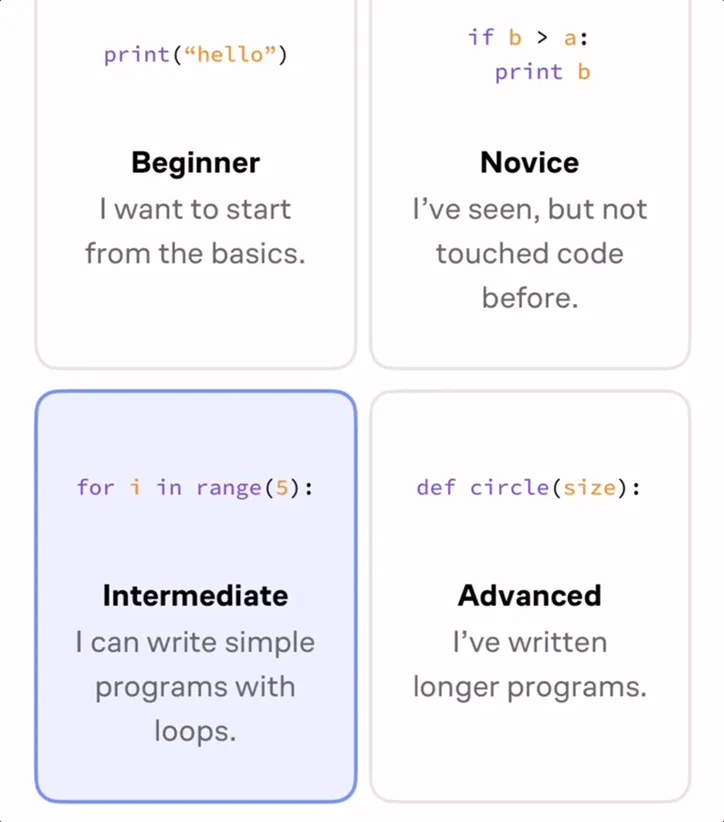 print(“hello”)
Beginner
I want to start
from the basics.
if b > a:
print b
Novice
I’ve seen, but not
touched code
before.
for i in range(5):
Intermediate
I can write simple
programs with
loops.
def circle(size):
Advanced
I’ve written
longer programs.